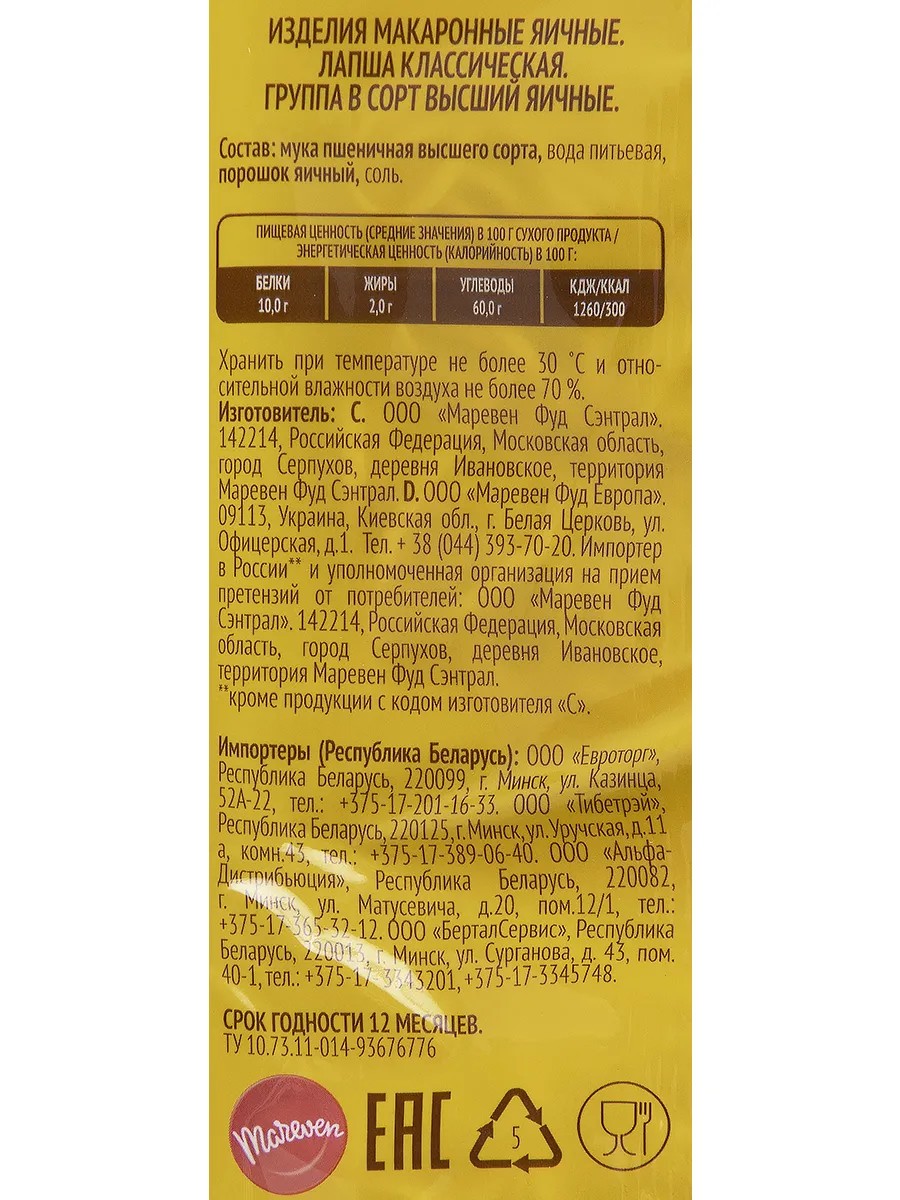 ИЗДЕЛИЯ МАКАРОННЫЕ ЯИЧНЫЕ.
ЛАПША КЛАССИЧЕСКАЯ.
ГРУППА В СОРТ ВЫСШИЙ ЯИЧНЫЕ.
Состав: мука пшеничная высшего сорта, вода питьевая,
порошок яичный, соль.
ПИЩЕВАЯ ЦЕННОСТЬ (СРЕДНИЕ ЗНАЧЕНИЯ) В 100 Г СУХОГО ПРОДУКТА /
ЭНЕРГЕТИЧЕСКАЯ ЦЕННОСТЬ (КАЛОРИЙНОСТЬ) В 100 Г:
БЕЛКИ ЖИРЫ УГЛЕВОДЫ КДЖ/ККАЛ
10,0 г 2,0 г 60,0 г 1260/300
Хранить при температуре не более 30 °С и отно-
сительной влажности воздуха не более 70 %.
Изготовитель: С. ООО «Маревен Фуд Сэнтрал».
142214, Российская Федерация, Московская область,
город Серпухов, деревня Ивановское, территория
Маревен Фуд Сэнтрал. D. ООО «Маревен Фуд Европа».
09113, Украина, Киевская обл., г. Белая Церковь, ул.
Офицерская, д.1. Тел. + 38 (044) 393-70-20. Импортер
в России** и уполномоченная организация на прием
претензий от потребителей: ООО «Маревен Фуд
Сэнтрал». 142214, Российская Федерация, Московская
область, город Серпухов, деревня Ивановское,
территория Маревен Фуд Сэнтрал.
**кроме продукции с кодом изготовителя «С».
Импортеры (Республика Беларусь): ООО «Евроторг»,
Республика Беларусь, 220099, г. Минск, ул. Казинца,
52А-22, тел.: +375-17-201-16-33. ООО «Тибетрэй»,
Республика Беларусь, 220125, г. Минск, ул. Уручская, д.11
а, комн.43, тел.: +375-17-389-06-40. ООО «Альфа-
Дистрибьюция», Республика Беларусь, 220082,
г. Минск, ул. Матусевича, д.20, пом.12/1, тел.:
+375-17-365-32-12. ООО «БерталСервис», Республика
Беларусь, 220013, г. Минск, ул. Сурганова, д. 43, пом.
40-1, тел.: +375-17-3343201, +375-17-3345748.
СРОК ГОДНОСТИ 12 МЕСЯЦЕВ.
ТУ 10.73.11-014-93676776
Mareven
ЕАС
5